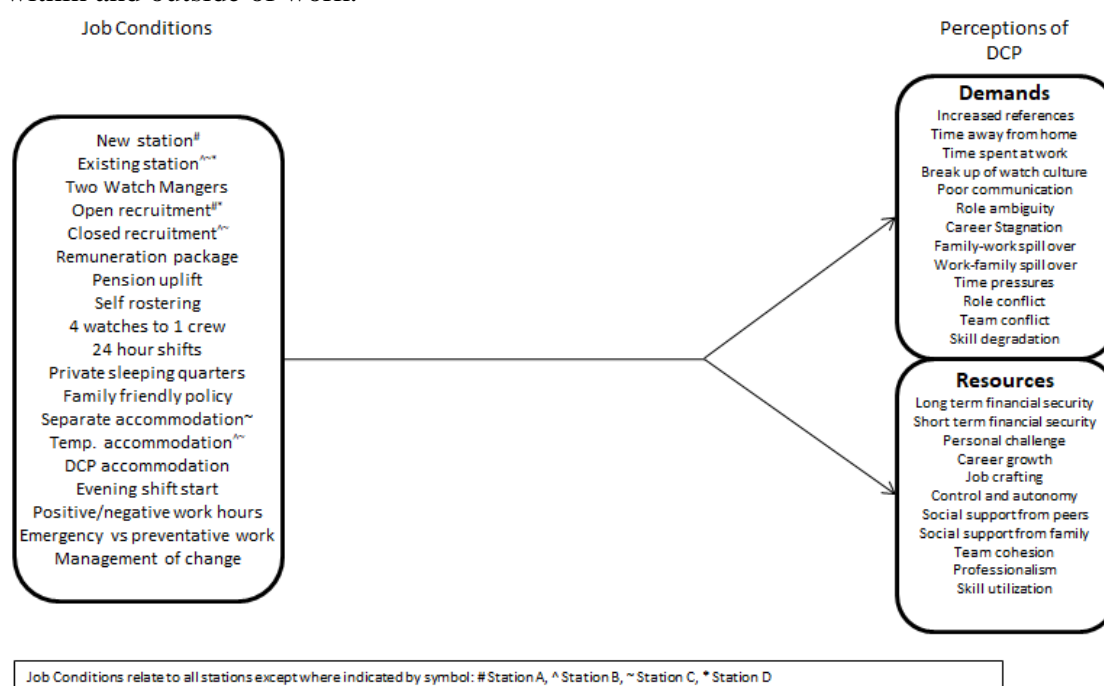 within and outside of work.
Job Conditions
Perceptions of
DCP
New station#
Existing station^~*
Two Watch Mangers
Open recruitment#*
Closed recruitment^~
Remuneration package
Pension uplift
Self rostering
4 watches to 1 crew
24 hour shifts
Private sleeping quarters
Family friendly policy
Separate accommodation~
Temp. accommodation^~
DCP accommodation
Evening shift start
Positive/negative work hours
Emergency vs preventative work
Management of change
Demands
Increased references
Time away from home
Time spent at work
Break up of watch culture
Poor communication
Role ambiguity
Career Stagnation
Family-work spill over
Work-family spill over
Time pressures
Role conflict
Team conflict
Skill degradation
Resources
Long term financial security
Short term financial security
Personal challenge
Career growth
Job crafting
Control and autonomy
Social support from peers
Social support from family
Team cohesion
Professionalism
Skill utilization
Job Conditions relate to all stations except where indicated by symbol: # Station A, ^ Station B, ~ Station C, * Station D